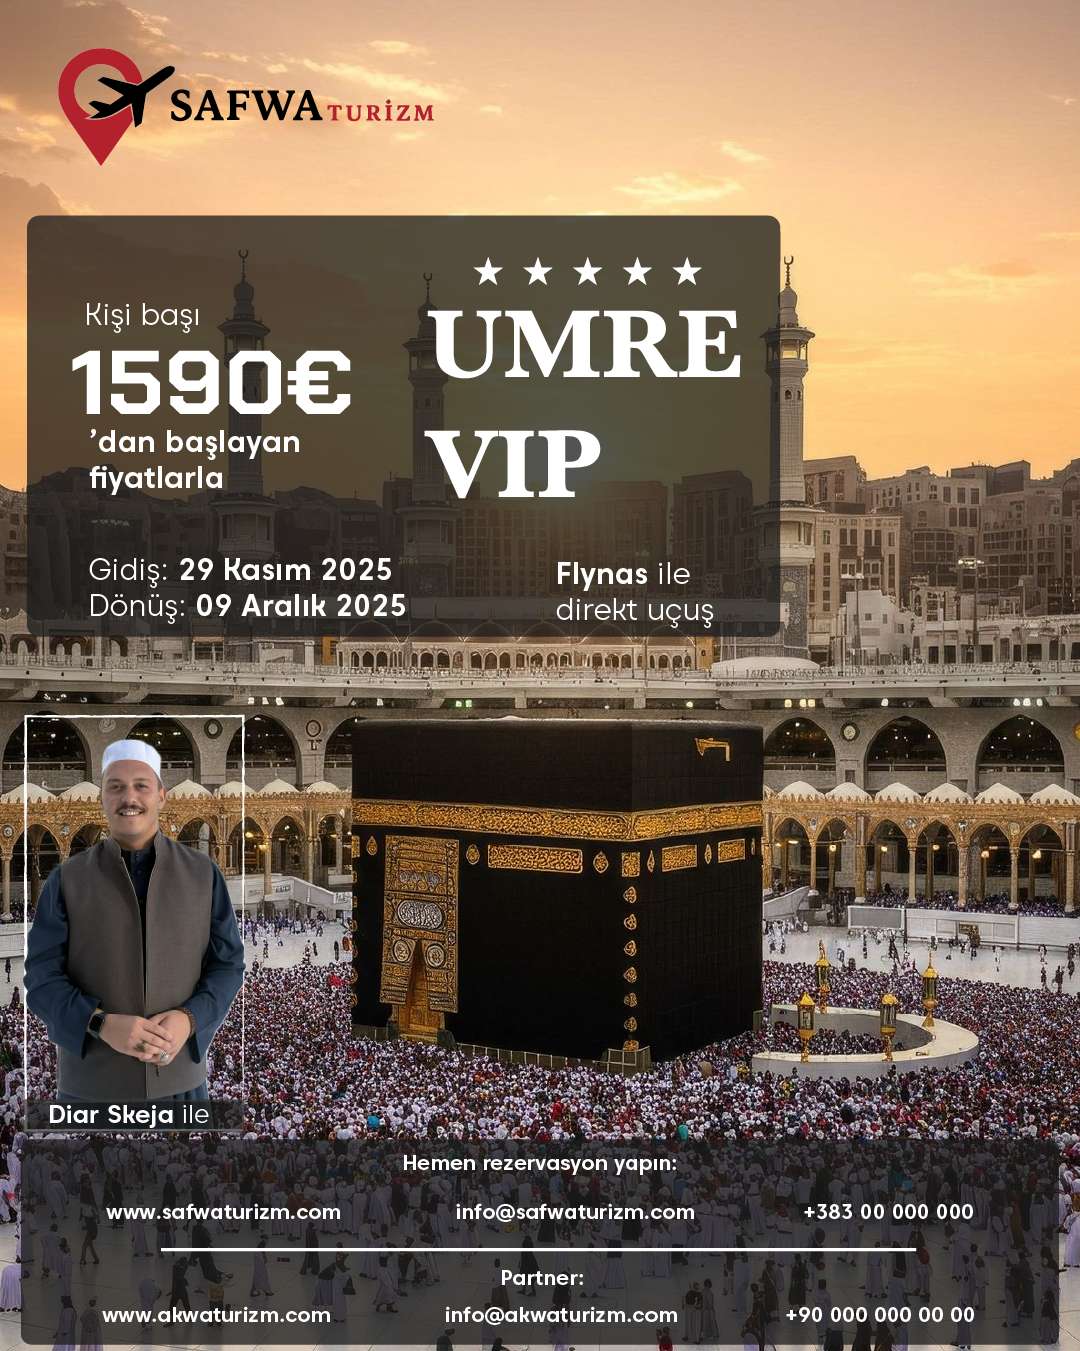 SAFWA TURİZM
Kişi başı
1590€
’dan başlayan
fiyatlarla
★ ★ ★ ★ ★
UMRE
VIP
Gidiş: 29 Kasım 2025
Dönüş: 09 Aralık 2025
Flynas ile
direkt uçuş
Diar Skeja ile
Hemen rezervasyon yapın:
www.safwaturizm.com info@safwaturizm.com +383 00 000 000
Partner:
www.akwaturizm.com info@akwaturizm.com +90 000 000 00 00